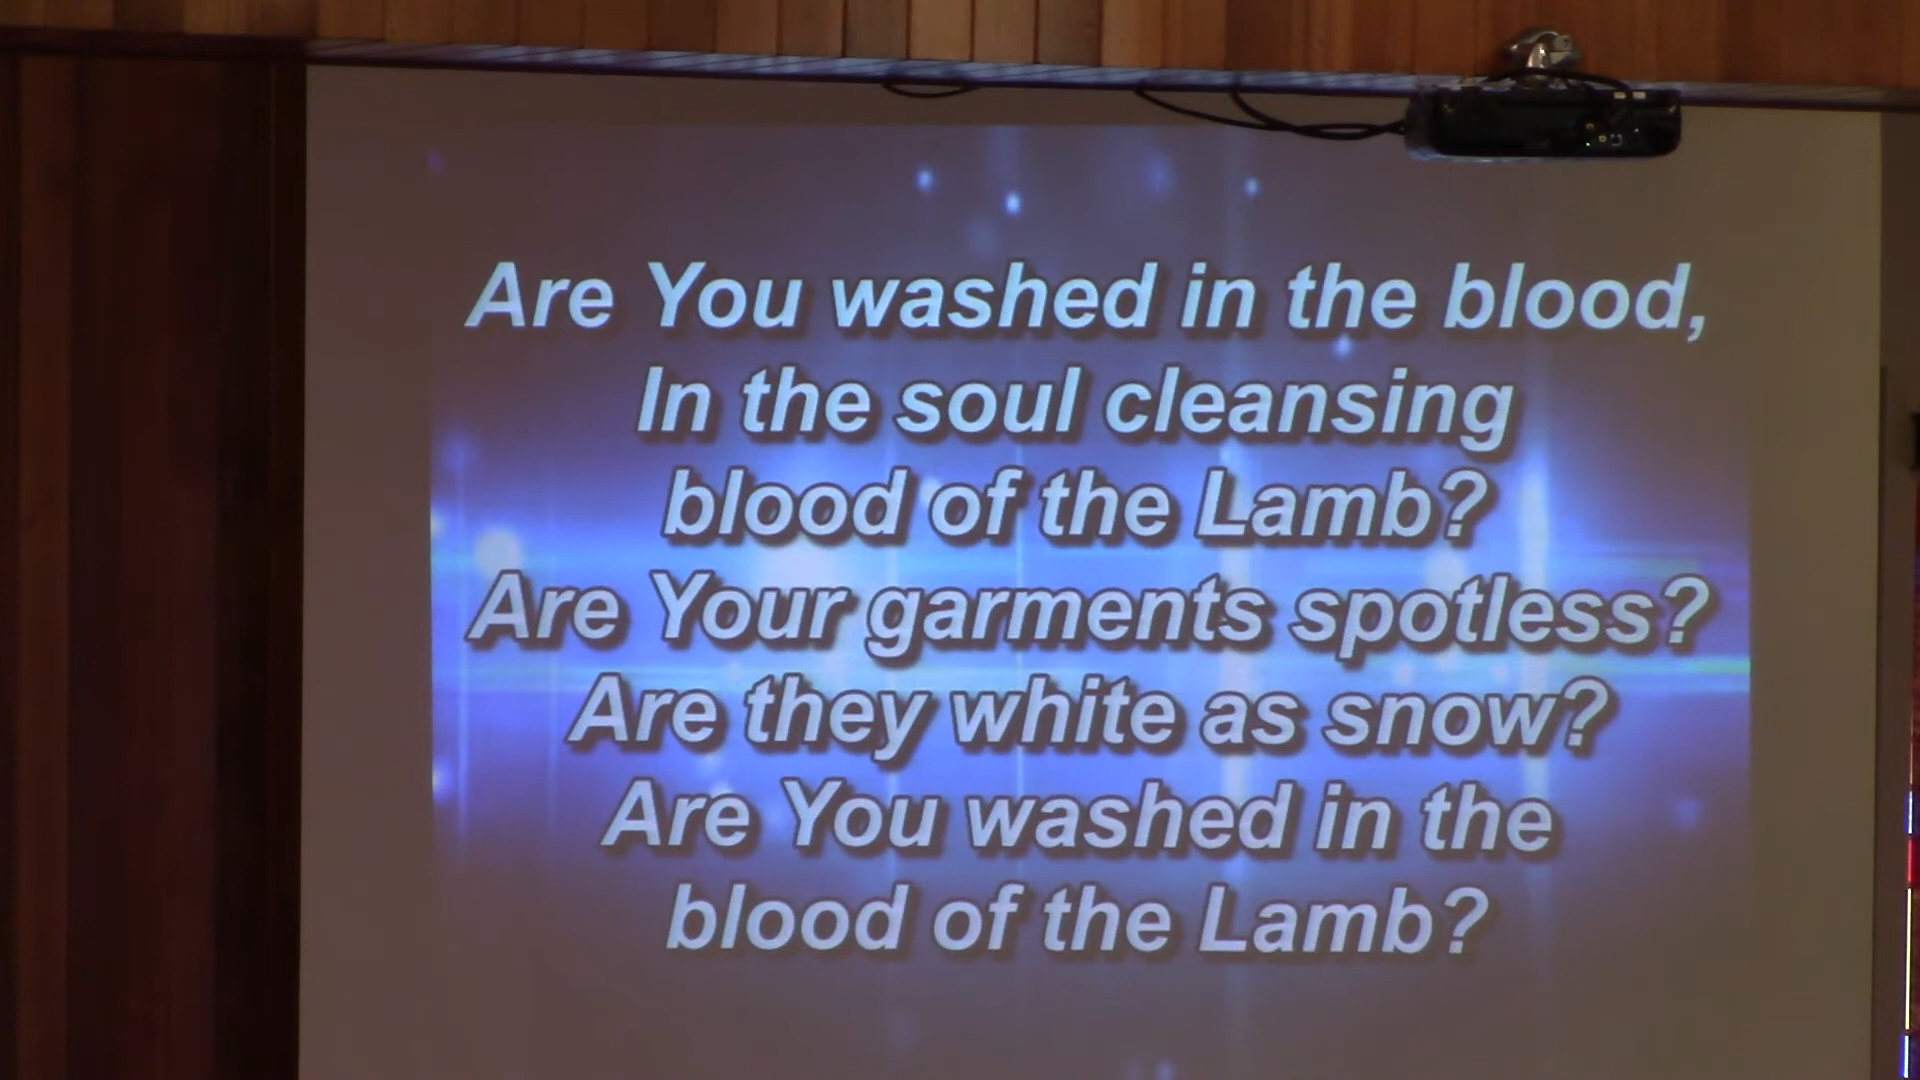 Are You washed in the blood,
In the soul cleansing
blood of the Lamb?
Are Your garments spotless?
Are they white as snow?
Are You washed in the
blood of the Lamb?